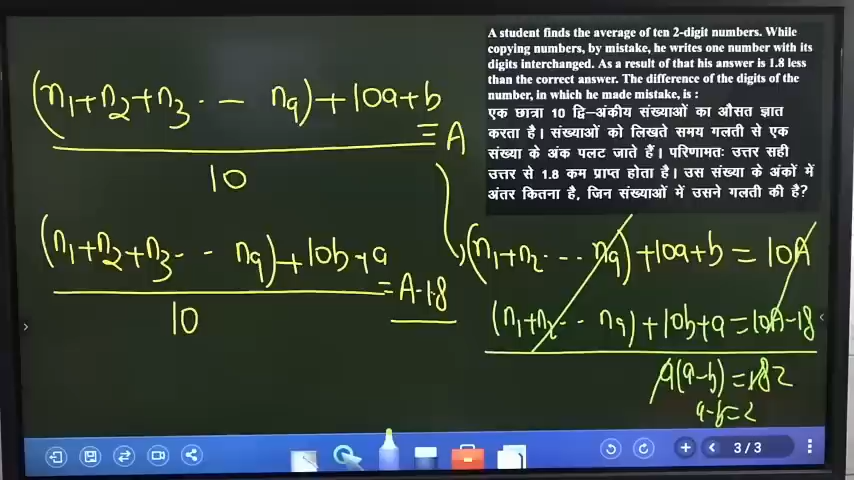 A student finds the average of ten 2-digit numbers. While
copying numbers, by mistake, he writes one number with its
digits interchanged. As a result of that his answer is 1.8 less
than the correct answer. The difference of the digits of the
number, in which he made mistake, is :
एक छात्रा 10 द्वि–अंकीय संख्याओं का औसत ज्ञात
करता है। संख्याओं को लिखते समय गलती से एक
संख्या के अंक पलट जाते हैं। परिणामतः उत्तर सही
उत्तर से 1.8 कम प्राप्त होता है। उस संख्या के अंकों में
अंतर कितना है, जिन संख्याओं में उसने गलती की है?
(n₁+n₂+n₃ ·· – n₉)+10a+b
= A
10
(n₁+n₂+n₃ ·· - n₉)+10b+a
= A-1.8
10
(n₁+n₂ -·· n₉)+10a+b = 10A
(n₁+n₂ -·· n₉)+10b+a = 10A-18
9(a-b) = 18 2
a-b=2
3/3